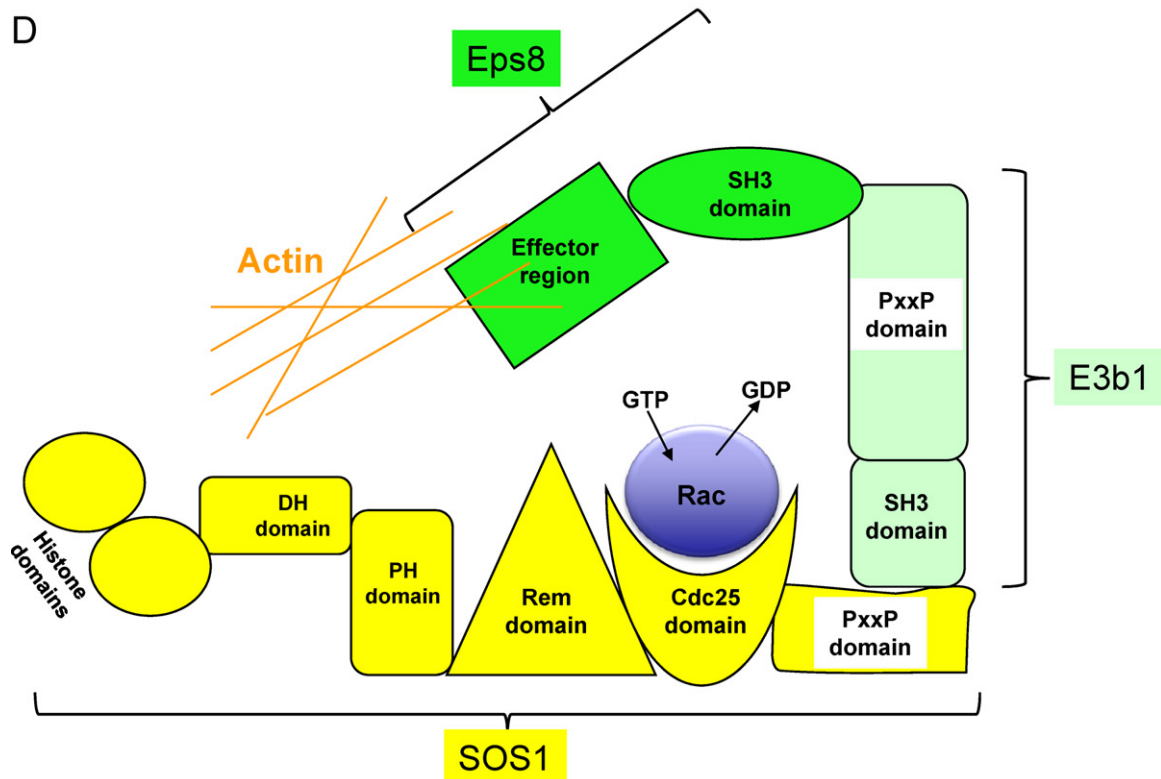 D
Eps8
SH3
domain
Effector
region
Actin
PxxP
domain
E3b1
GTP
GDP
Rac
SH3
domain
DH
domain
Histone
domains
PH
domain
Rem
domain
Cdc25
domain
PxxP
domain
SOS1